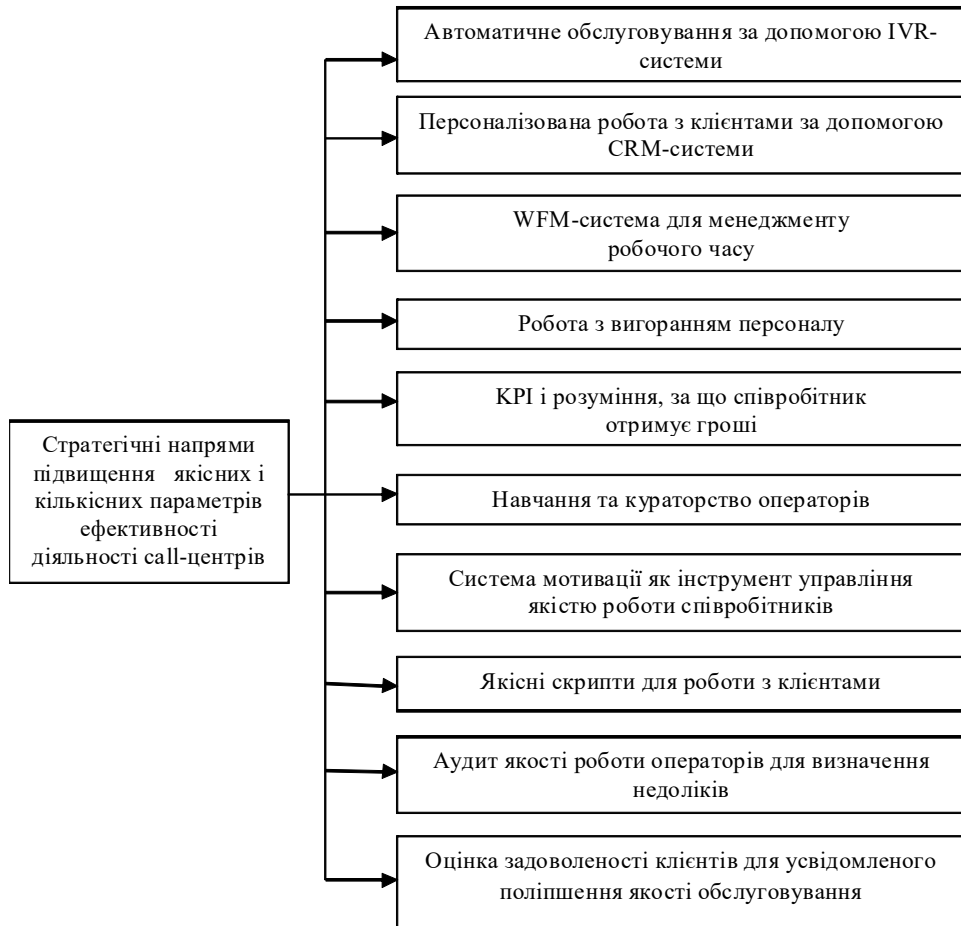 Автоматичне обслуговування за допомогою IVR-
системи
Персоналізована робота з клієнтами за допомогою
CRM-системи
WFM-система для менеджменту
робочого часу
Робота з вигоранням персоналу
KPI і розуміння, за що співробітник
отримує гроші
Стратегічні напрями
підвищення якісних і
кількісних параметрів
ефективності
діяльності call-центрів
Навчання та кураторство операторів
Система мотивації як інструмент управління
якістю роботи співробітників
Якісні скрипти для роботи з клієнтами
Аудит якості роботи операторів для визначення
недоліків
Оцінка задоволеності клієнтів для усвідомленого
поліпшення якості обслуговування